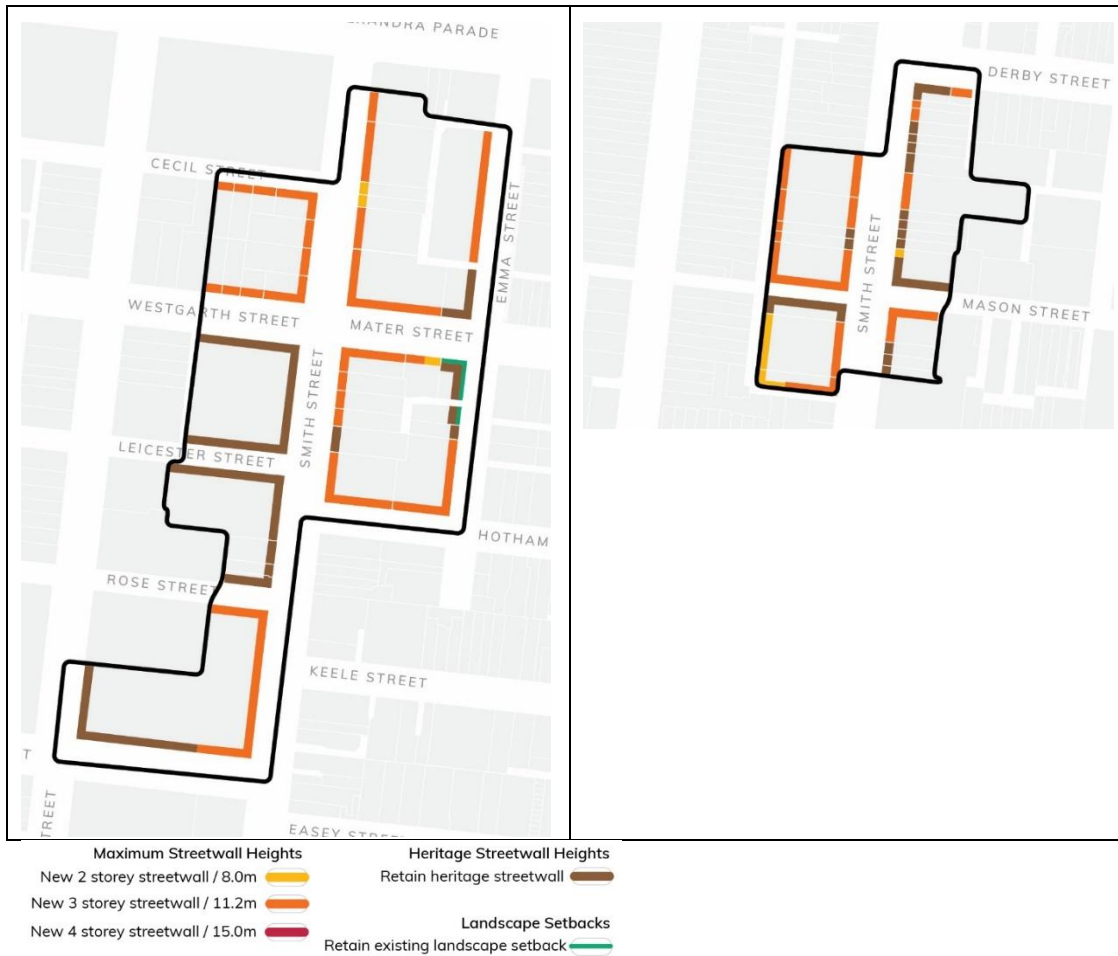 XANDRA PARADE
CECIL STREET
EMMA STREET
WESTGARTH STREET
MATER STREET
SMITH STREET
LEICESTER STREET
HOTHAM
ROSE STREET
KEELE STREET
T
STREET
EASEY STREET
DERBY STREET
SMITH STREET
MASON STREET
Maximum Streetwall Heights
New 2 storey streetwall / 8.0m
New 3 storey streetwall / 11.2m
New 4 storey streetwall / 15.0m
Heritage Streetwall Heights
Retain heritage streetwall
Landscape Setbacks
Retain existing landscape setback